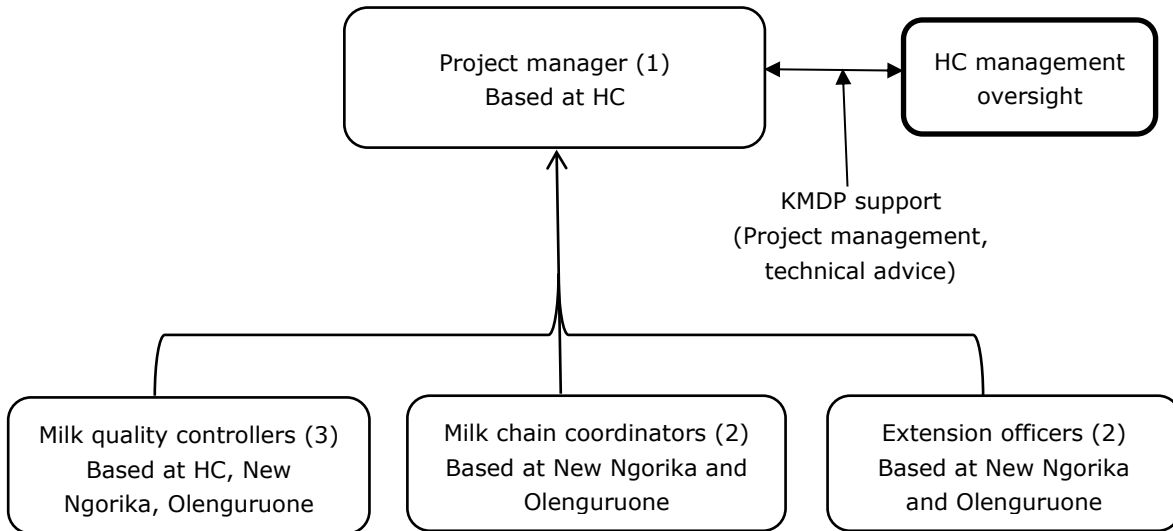 Project manager (1)
Based at HC
HC management
oversight
KMDP support
(Project management,
technical advice)
Milk quality controllers (3)
Based at HC, New
Ngorika, Olenguruone
Milk chain coordinators (2)
Based at New Ngorika and
Olenguruone
Extension officers (2)
Based at New Ngorika
and Olenguruone